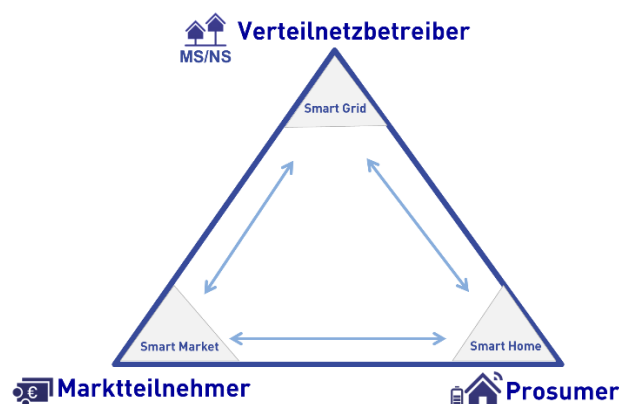 Verteilnetzbetreiber
MS/NS
Smart Grid
Smart Market
Smart Home
€ Marktteilnehmer
Prosumer